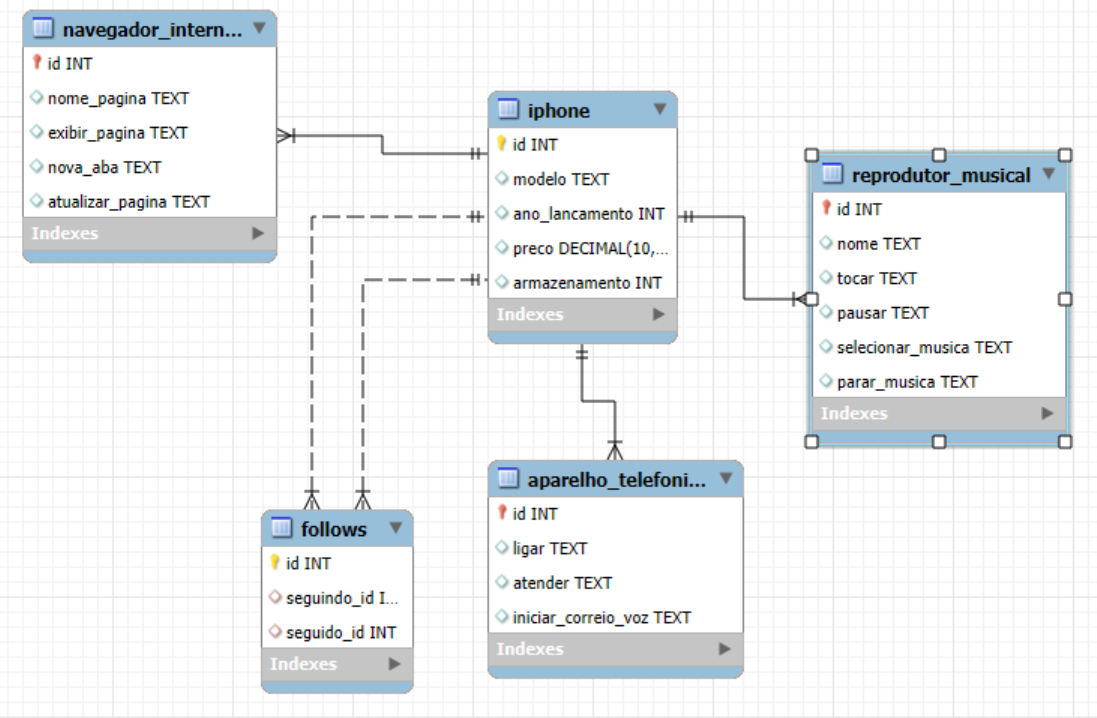 navegador_intern...
id INT
nome_pagina TEXT
exibir_pagina TEXT
nova_aba TEXT
atualizar_pagina TEXT
Indexes
iphone
id INT
modelo TEXT
ano_lancamento INT
preco DECIMAL(10,...
armazenamento INT
Indexes
reprodutor_musical
id INT
nome TEXT
tocar TEXT
pausar TEXT
selecionar_musica TEXT
parar_musica TEXT
Indexes
follows
id INT
seguindo_id I...
seguido_id INT
Indexes
aparelho_telefoni...
id INT
ligar TEXT
atender TEXT
iniciar_correio_voz TEXT
Indexes